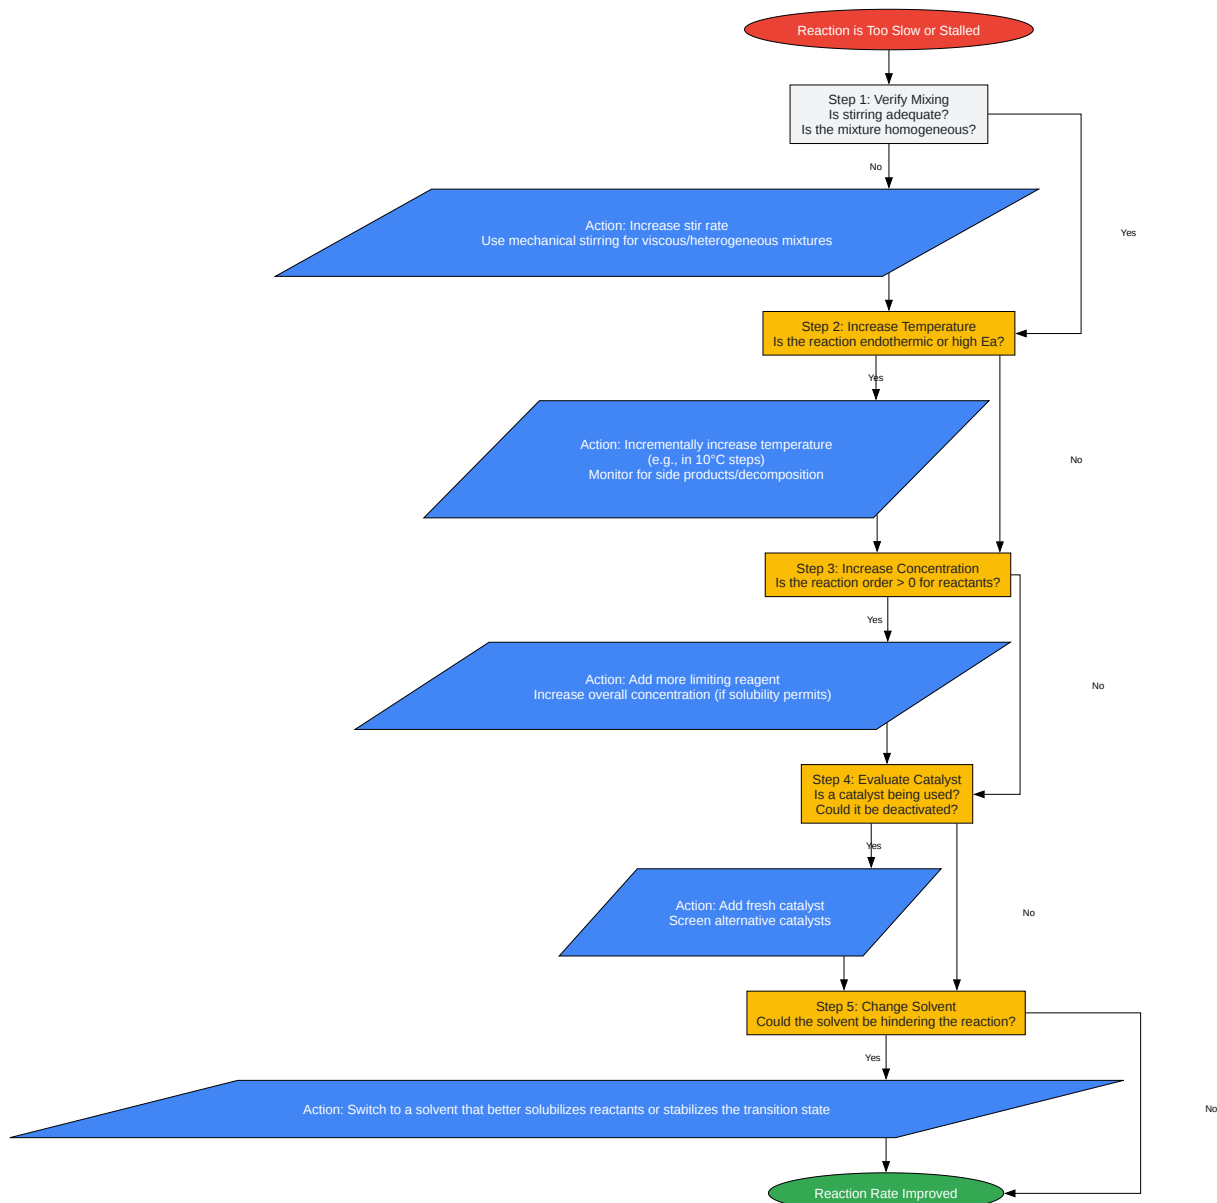 Reaction is Too Slow or Stalled
Step 1: Verify Mixing
Is stirring adequate?
Is the mixture homogeneous?
No
Action: Increase stir rate
Use mechanical stirring for viscous/heterogeneous mixtures
Yes
Step 2: Increase Temperature
Is the reaction endothermic or high Ea?
Yes
Action: Incrementally increase temperature
(e.g., in 10°C steps)
Monitor for side products/decomposition
No
Step 3: Increase Concentration
Is the reaction order > 0 for reactants?
Yes
Action: Add more limiting reagent
Increase overall concentration (if solubility permits)
No
Step 4: Evaluate Catalyst
Is a catalyst being used?
Could it be deactivated?
Yes
Action: Add fresh catalyst
Screen alternative catalysts
No
Step 5: Change Solvent
Could the solvent be hindering the reaction?
Yes
Action: Switch to a solvent that better solubilizes reactants or stabilizes the transition state
No
Reaction Rate Improved